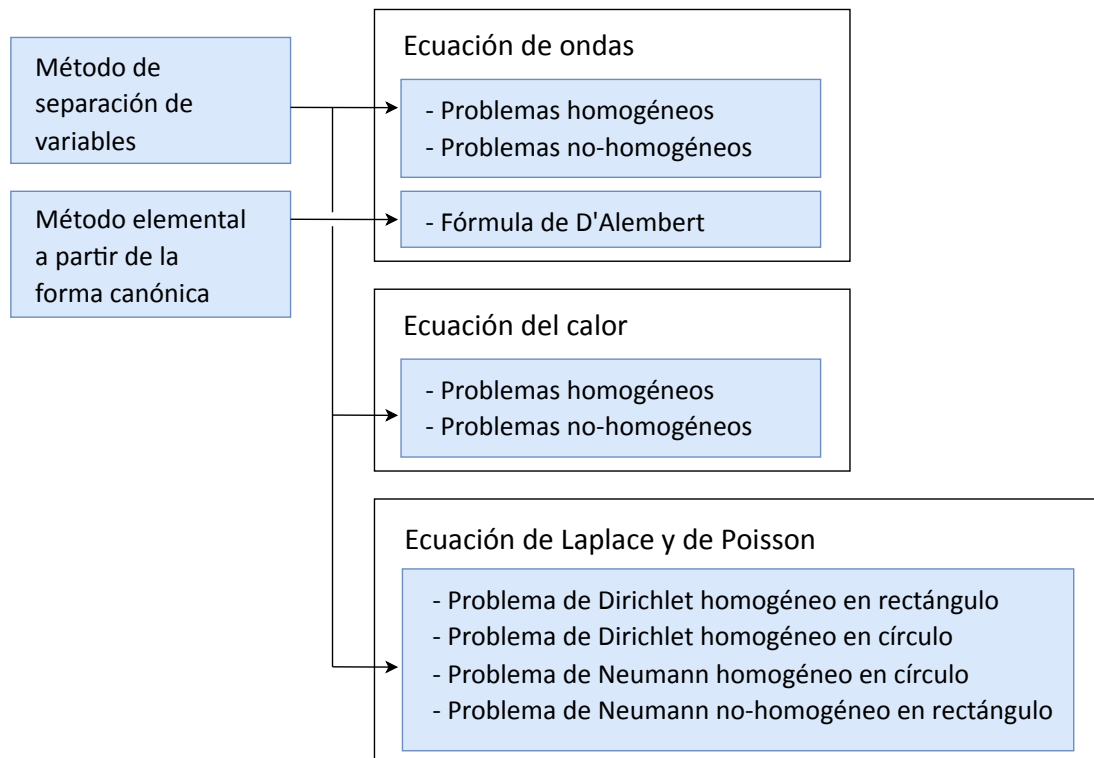 Método de
separación de
variables
Método elemental
a partir de la
forma canónica
Ecuación de ondas
- Problemas homogéneos
- Problemas no-homogéneos
- Fórmula de D'Alembert
Ecuación del calor
- Problemas homogéneos
- Problemas no-homogéneos
Ecuación de Laplace y de Poisson
- Problema de Dirichlet homogéneo en rectángulo
- Problema de Dirichlet homogéneo en círculo
- Problema de Neumann homogéneo en círculo
- Problema de Neumann no-homogéneo en rectángulo